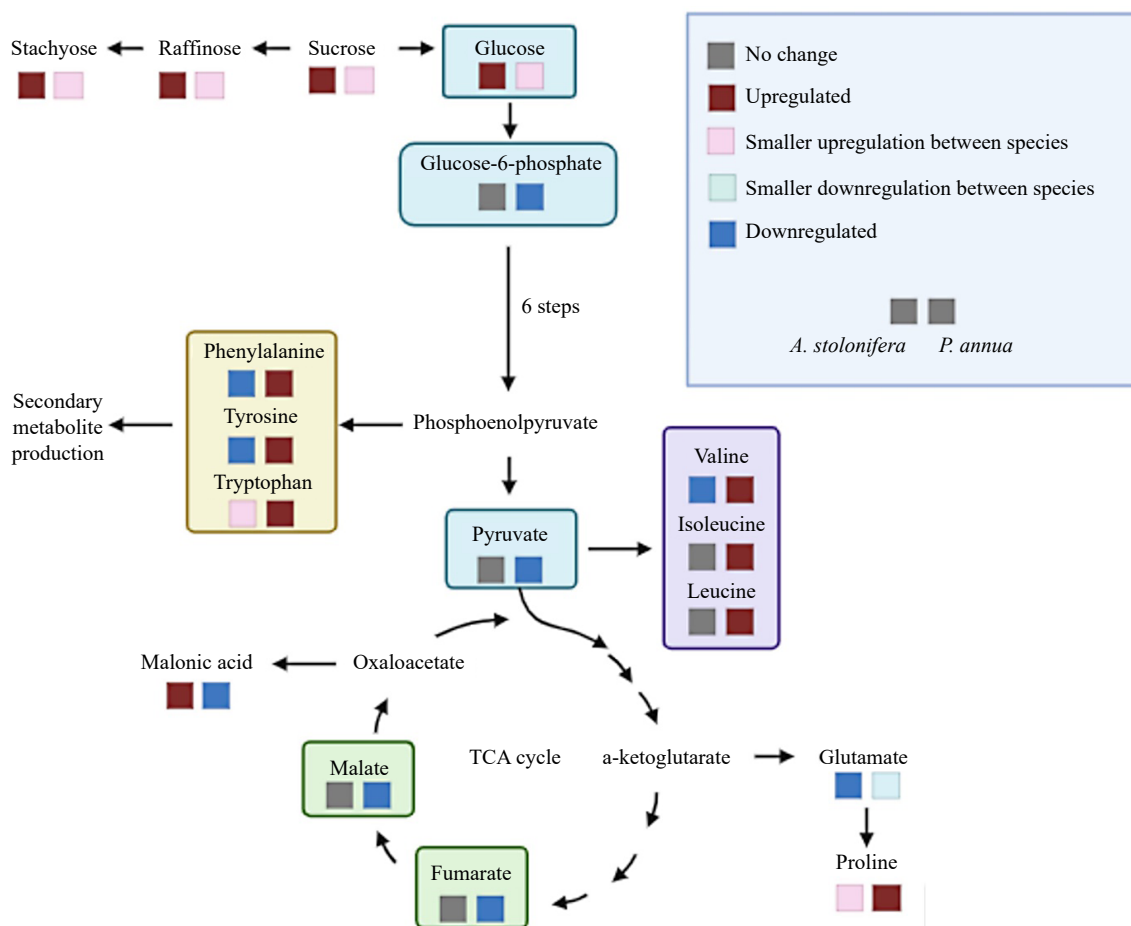 Stachyose
Raffinose
Sucrose
Glucose
Glucose-6-phosphate
No change
Upregulated
Smaller upregulation between species
Smaller downregulation between species
Downregulated
A. stolonifera
P. annua
6 steps
Phenylalanine
Tyrosine
Tryptophan
Secondary
metabolite
production
Phosphoenolpyruvate
Pyruvate
Valine
Isoleucine
Leucine
Malonic acid
Oxaloacetate
Malate
TCA cycle
a-ketoglutarate
Glutamate
Fumarate
Proline